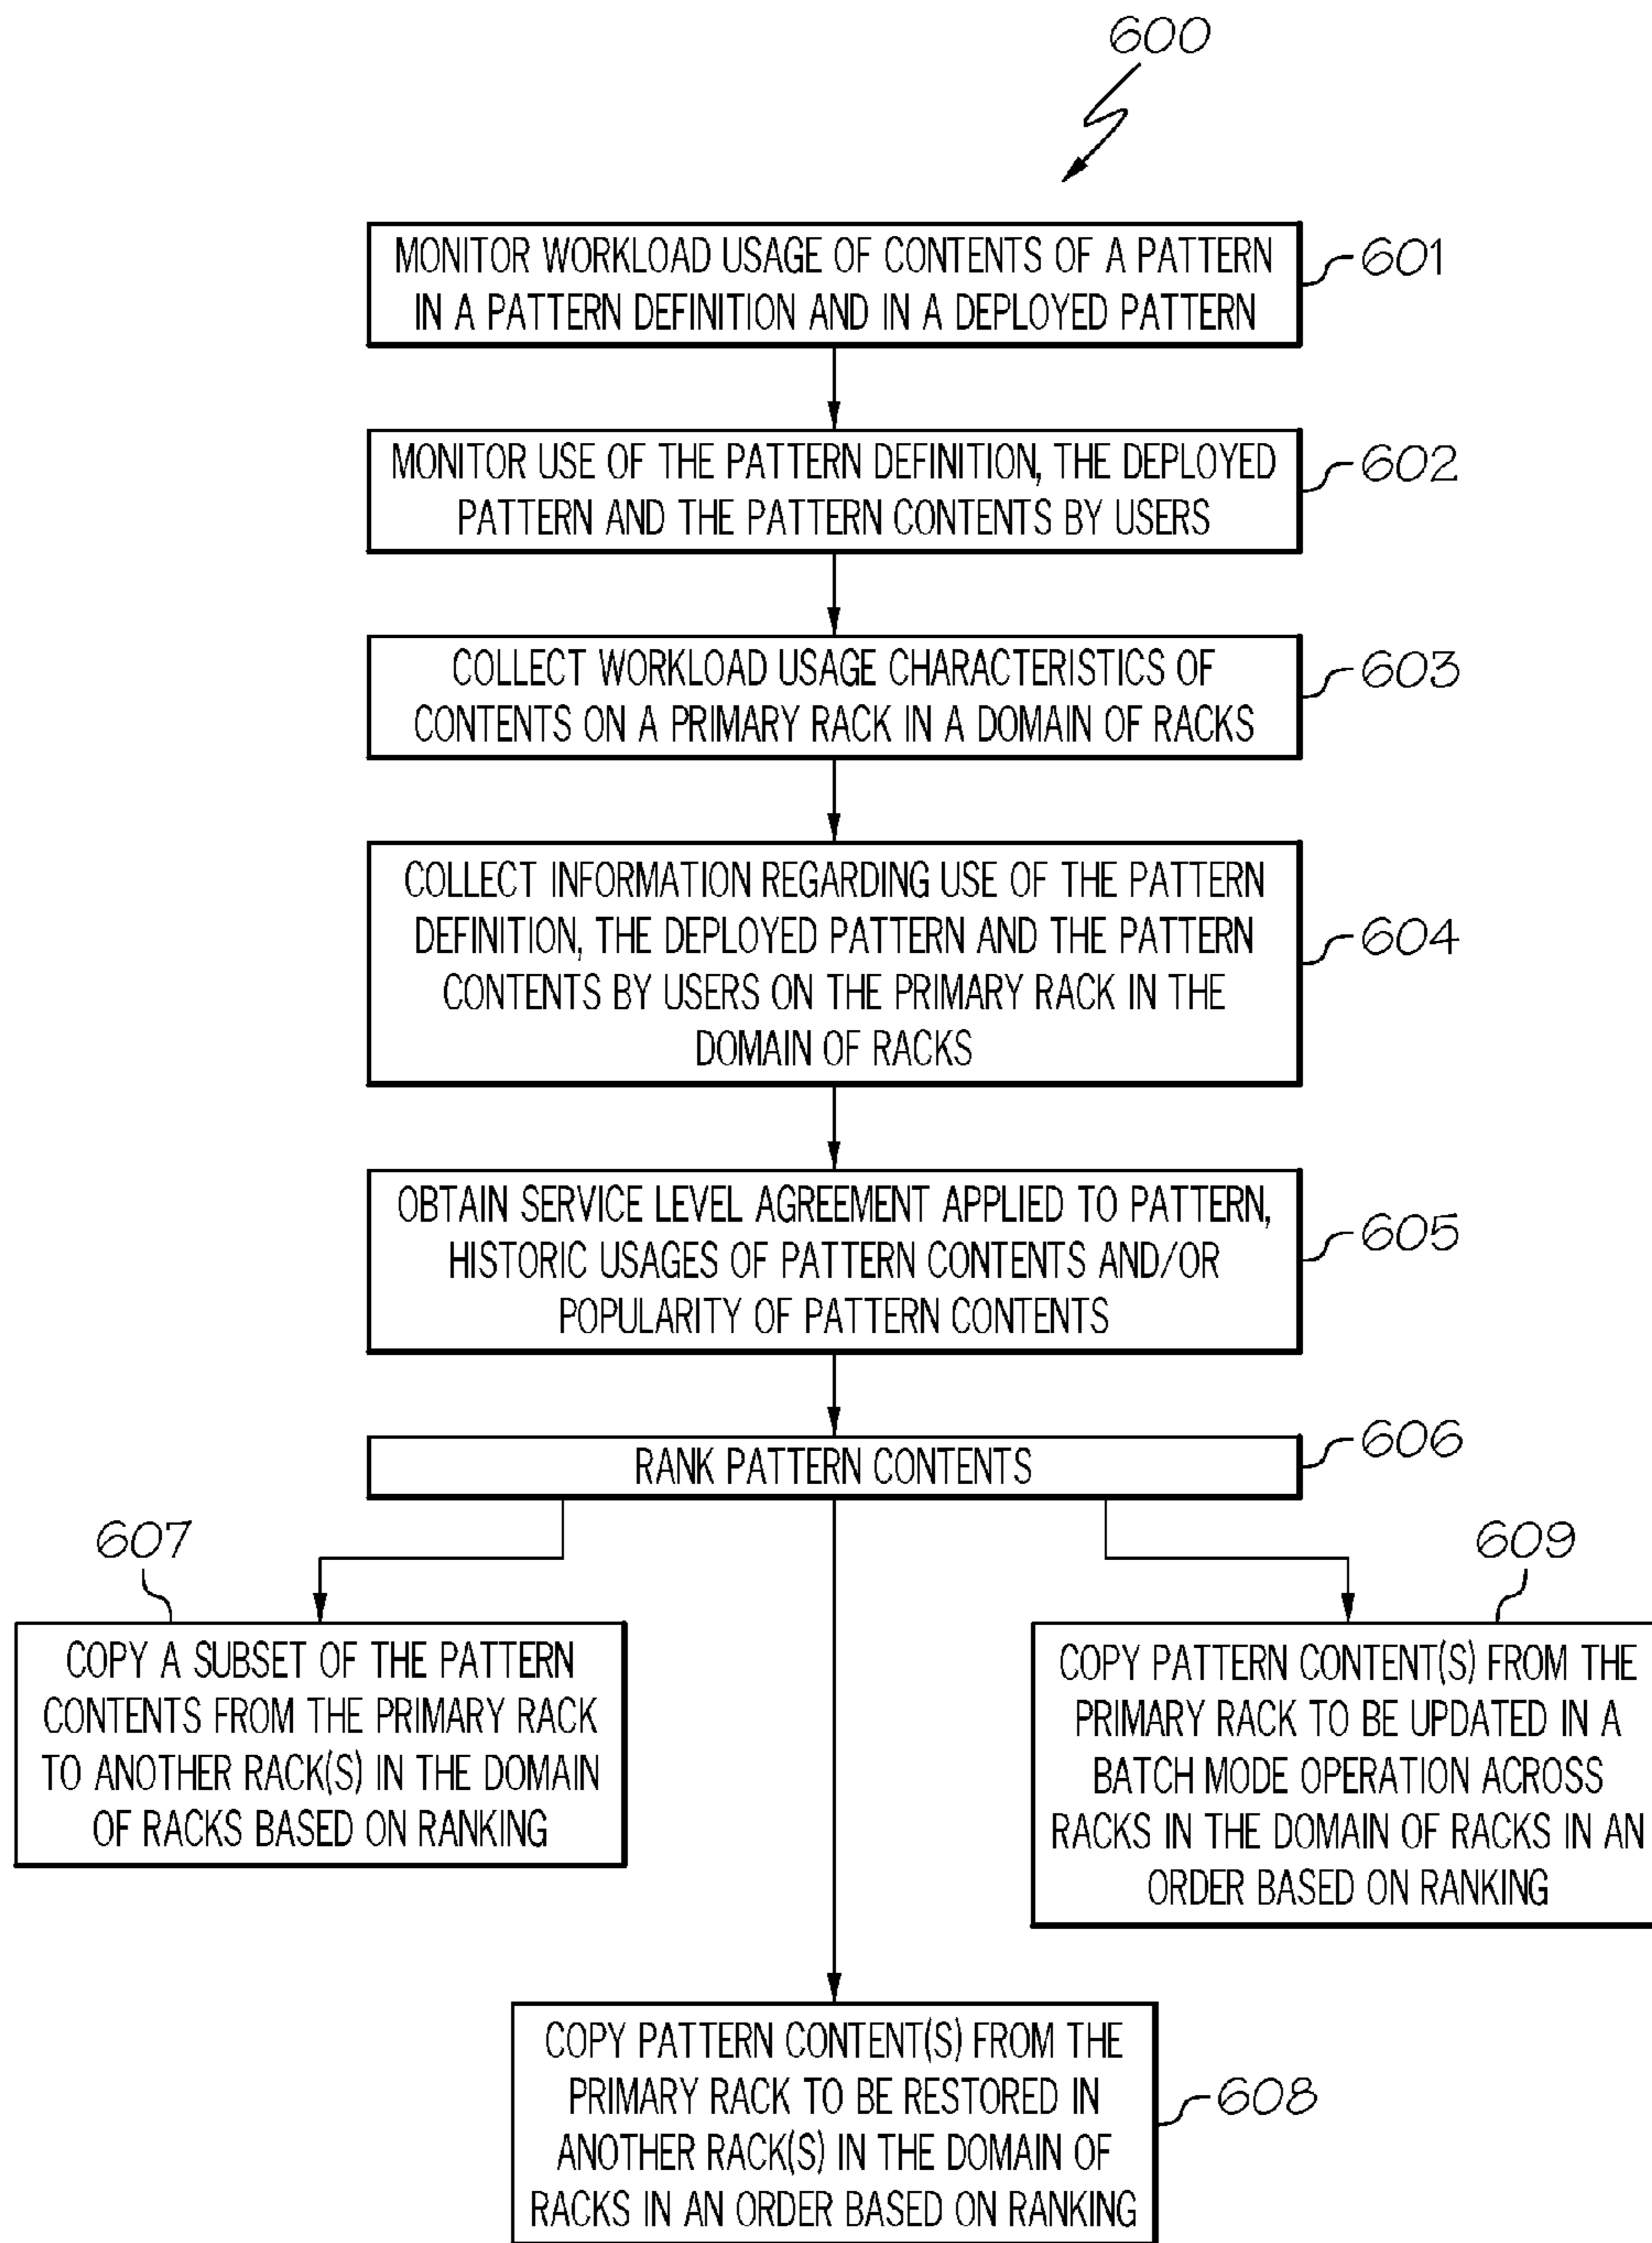 600
MONITOR WORKLOAD USAGE OF CONTENTS OF A PATTERN
IN A PATTERN DEFINITION AND IN A DEPLOYED PATTERN
601
MONITOR USE OF THE PATTERN DEFINITION, THE DEPLOYED
PATTERN AND THE PATTERN CONTENTS BY USERS
602
COLLECT WORKLOAD USAGE CHARACTERISTICS OF
CONTENTS ON A PRIMARY RACK IN A DOMAIN OF RACKS
603
COLLECT INFORMATION REGARDING USE OF THE PATTERN
DEFINITION, THE DEPLOYED PATTERN AND THE PATTERN
CONTENTS BY USERS ON THE PRIMARY RACK IN THE
DOMAIN OF RACKS
604
OBTAIN SERVICE LEVEL AGREEMENT APPLIED TO PATTERN,
HISTORIC USAGES OF PATTERN CONTENTS AND/OR
POPULARITY OF PATTERN CONTENTS
605
RANK PATTERN CONTENTS
606
607
COPY A SUBSET OF THE PATTERN
CONTENTS FROM THE PRIMARY RACK
TO ANOTHER RACK(S) IN THE DOMAIN
OF RACKS BASED ON RANKING
609
COPY PATTERN CONTENT(S) FROM THE
PRIMARY RACK TO BE UPDATED IN A
BATCH MODE OPERATION ACROSS
RACKS IN THE DOMAIN OF RACKS IN AN
ORDER BASED ON RANKING
COPY PATTERN CONTENT(S) FROM THE
PRIMARY RACK TO BE RESTORED IN
ANOTHER RACK(S) IN THE DOMAIN OF
RACKS IN AN ORDER BASED ON RANKING
608